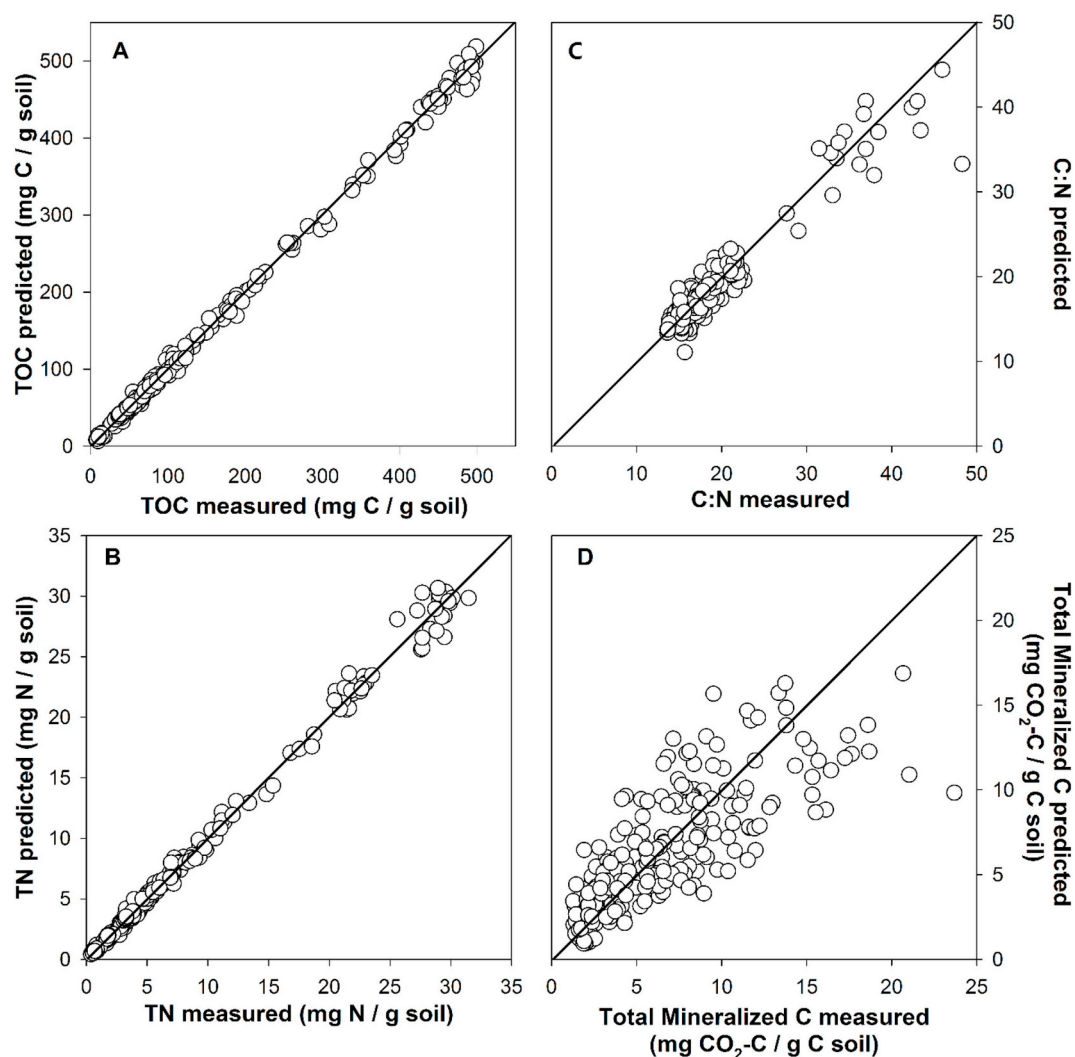 A
500
400
300
200
100
0
TOC predicted (mg C / g soil)
0 100 200 300 400 500
TOC measured (mg C / g soil)
C
50
40
30
20
10
0
C:N predicted
0 10 20 30 40 50
C:N measured
B
35
30
25
20
15
10
5
0
TN predicted (mg N / g soil)
0 5 10 15 20 25 30 35
TN measured (mg N / g soil)
D
25
20
15
10
5
0
Total Mineralized C predicted
(mg CO₂-C / g C soil)
0 5 10 15 20 25
Total Mineralized C measured
(mg CO₂-C / g C soil)